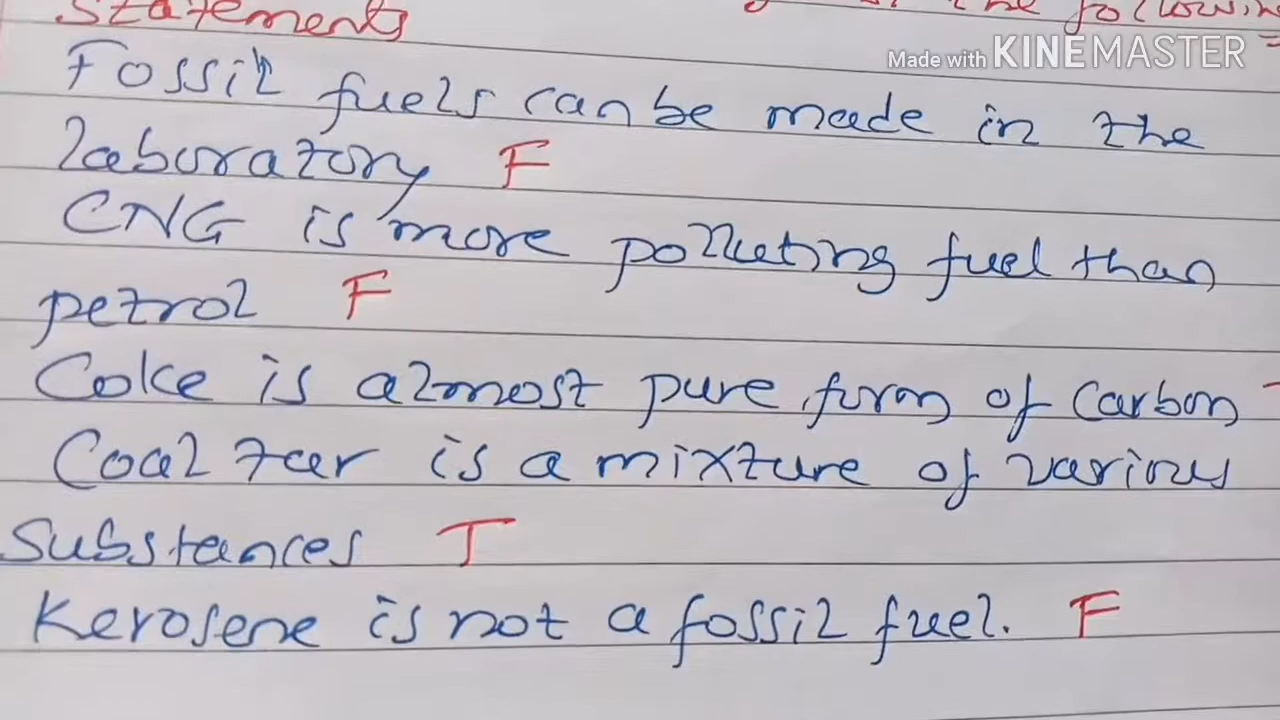 Statements the following
Made with KINEMASTER
Fossil fuels can be made in the
laboratory F
CNG is more polluting fuel than
petrol F
Coke is almost pure form of carbon
Coal tar is a mixture of various
substances T
Kerosene is not a fossil fuel. F